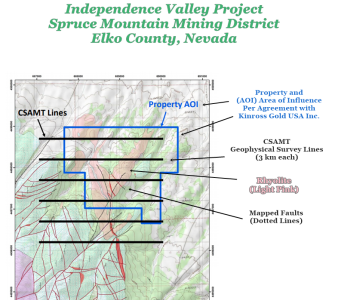 Independence Valley Project
Spruce Mountain Mining District
Elko County, Nevada
CSAMT Lines
Property AOI
Property and
(AOI) Area of Influence
Per Agreement with
Kinross Gold USA Inc.
CSAMT
Geophysical Survey Lines
(3 km each)
Rhyolite
(Light Pink)
Mapped Faults
(Dotted Lines)